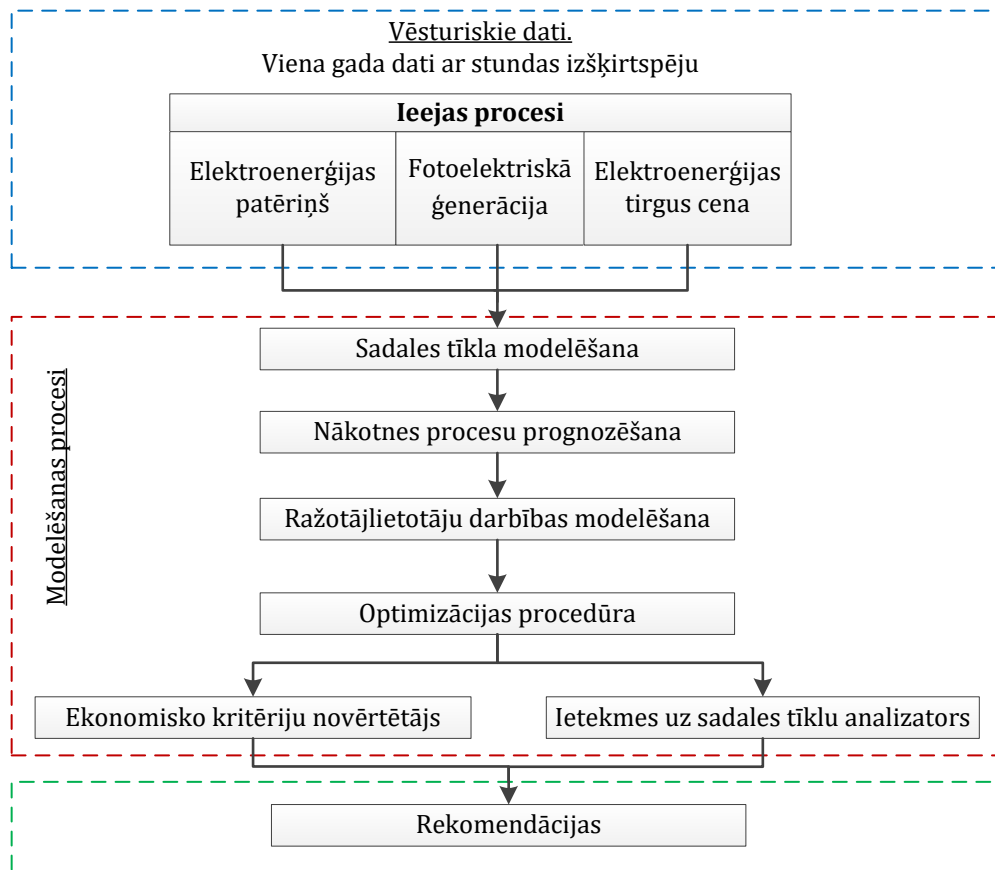 Vēsturiskie dati.
Viena gada dati ar stundas izšķirtspēju
Ieejas procesi
Elektroenerģijas
patēriņš
Fotoelektriskā
ģenerācija
Elektroenerģijas
tirgus cena
Modelēšanas procesi
Sadales tīkla modelēšana
Nākotnes procesu prognozēšana
Ražotājlietotāju darbības modelēšana
Optimizācijas procedūra
Ekonomisko kritēriju novērtētājs
Ietekmes uz sadales tīklu analizators
Rekomendācijas